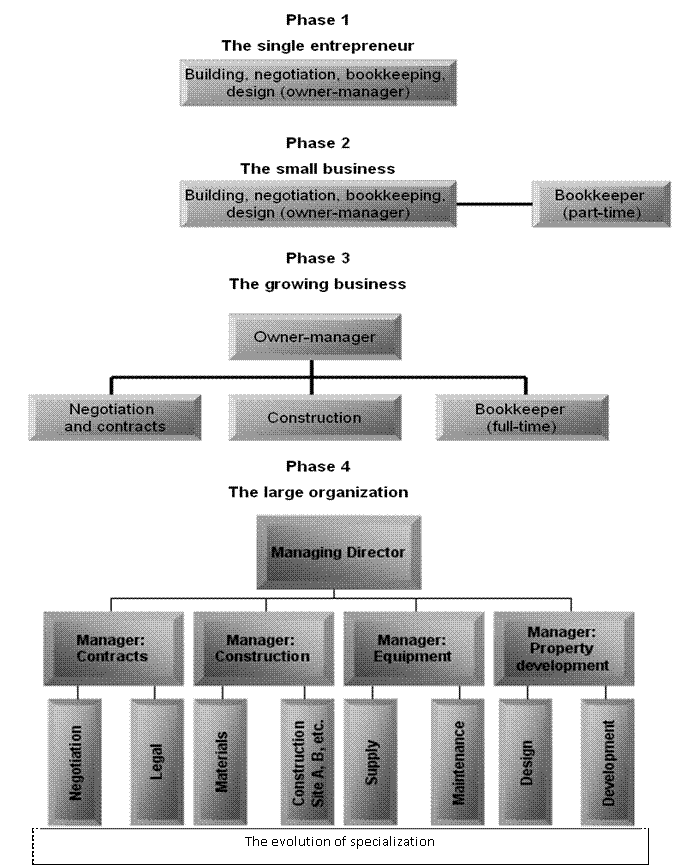 Phase 1
The single entrepreneur
Building, negotiation, bookkeeping,
design (owner-manager)
Phase 2
The small business
Building, negotiation, bookkeeping,
design (owner-manager)
Bookkeeper
(part-time)
Phase 3
The growing business
Owner-manager
Negotiation
and contracts
Construction
Bookkeeper
(full-time)
Phase 4
The large organization
Managing Director
Manager:
Contracts
Manager:
Construction
Manager:
Equipment
Manager:
Property
development
Negotiation
Legal
Materials
Construction
Site A, B, etc.
Supply
Maintenance
Design
Development
The evolution of specialization